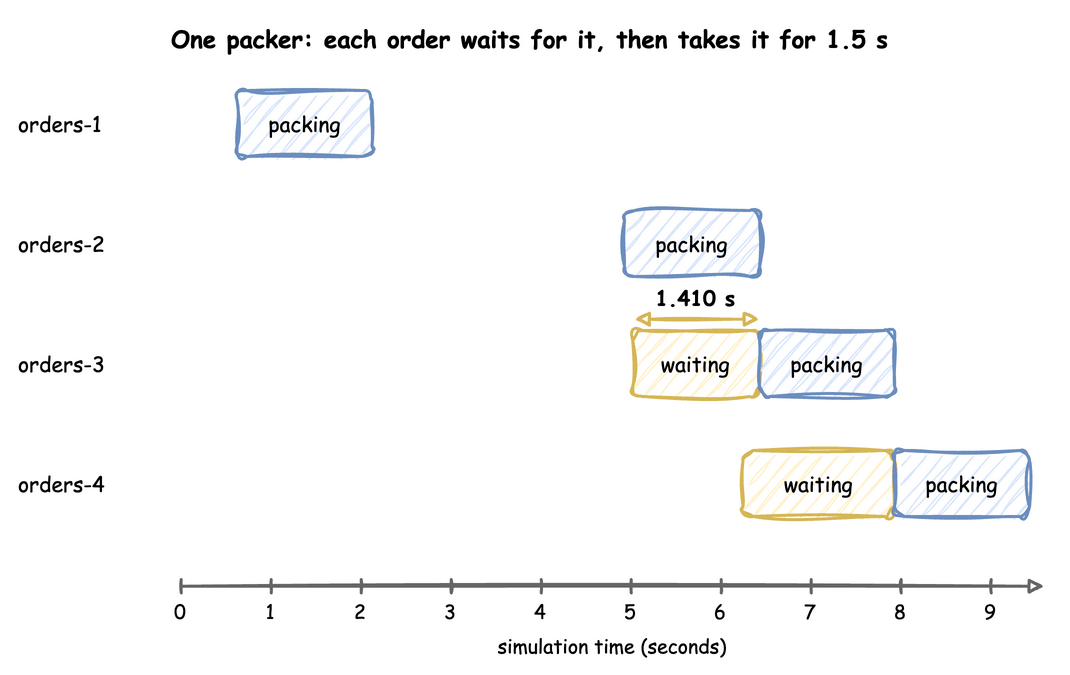 One packer: each order waits for it, then takes it for 1.5 s
orders-1
packing
orders-2
packing
1.410 s
orders-3
waiting
packing
orders-4
waiting
packing
0 1 2 3 4 5 6 7 8 9
simulation time (seconds)